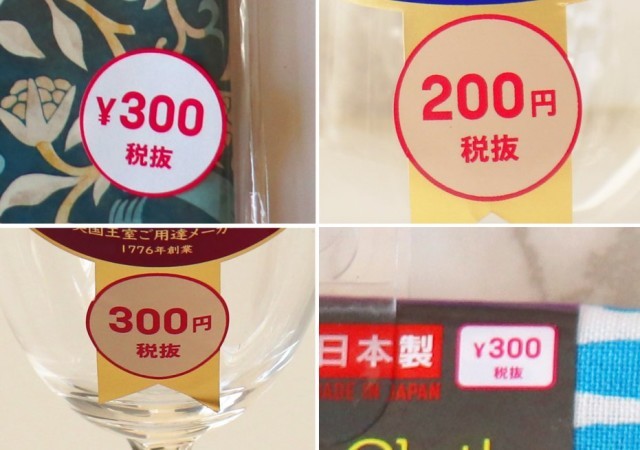 ¥300
税抜
200円
税抜
英国王室ご用達メーカー
1776年創業
300円
税抜
日本製
MADE IN JAPAN
¥300
税抜